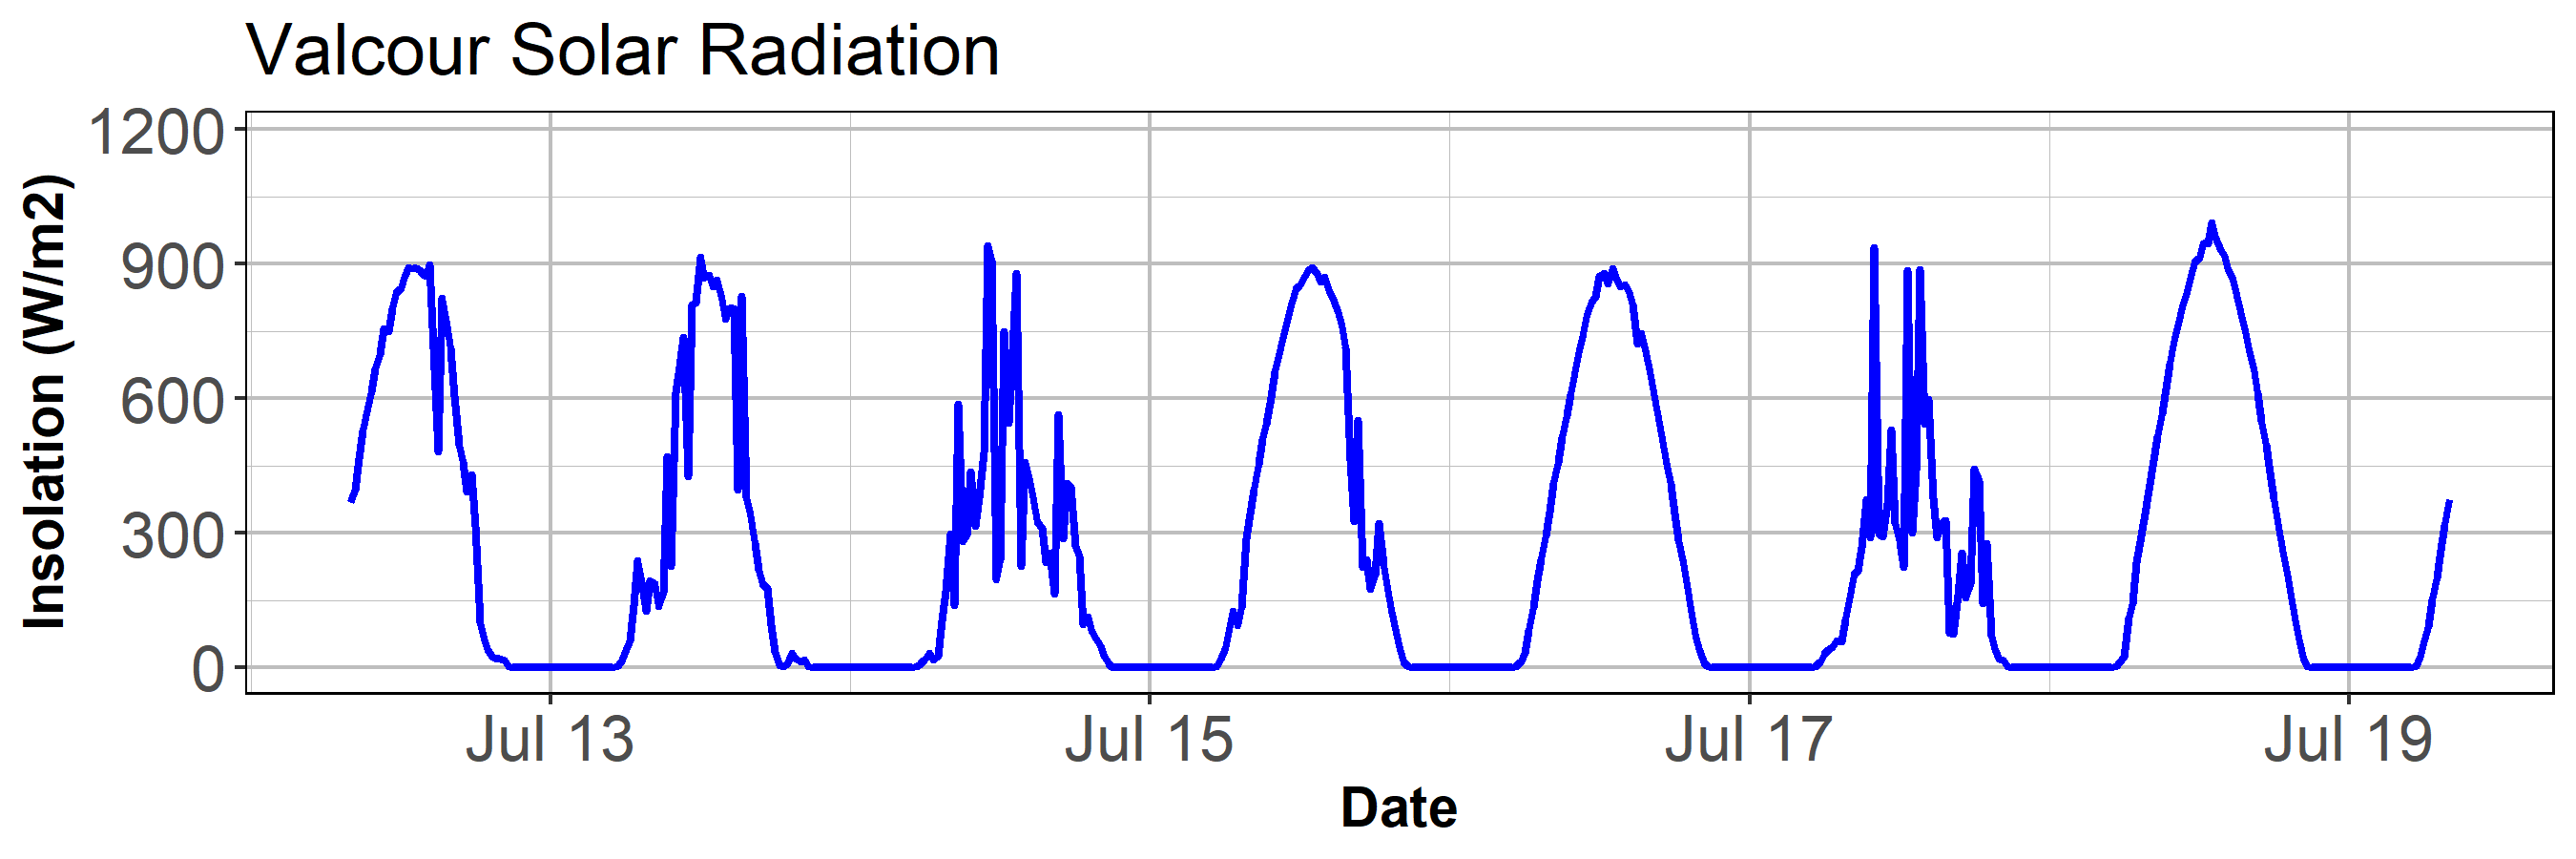 Valcour Solar Radiation
Insolation (W/m2)
1200
900
600
300
0
Jul 13
Jul 15
Jul 17
Jul 19
Date